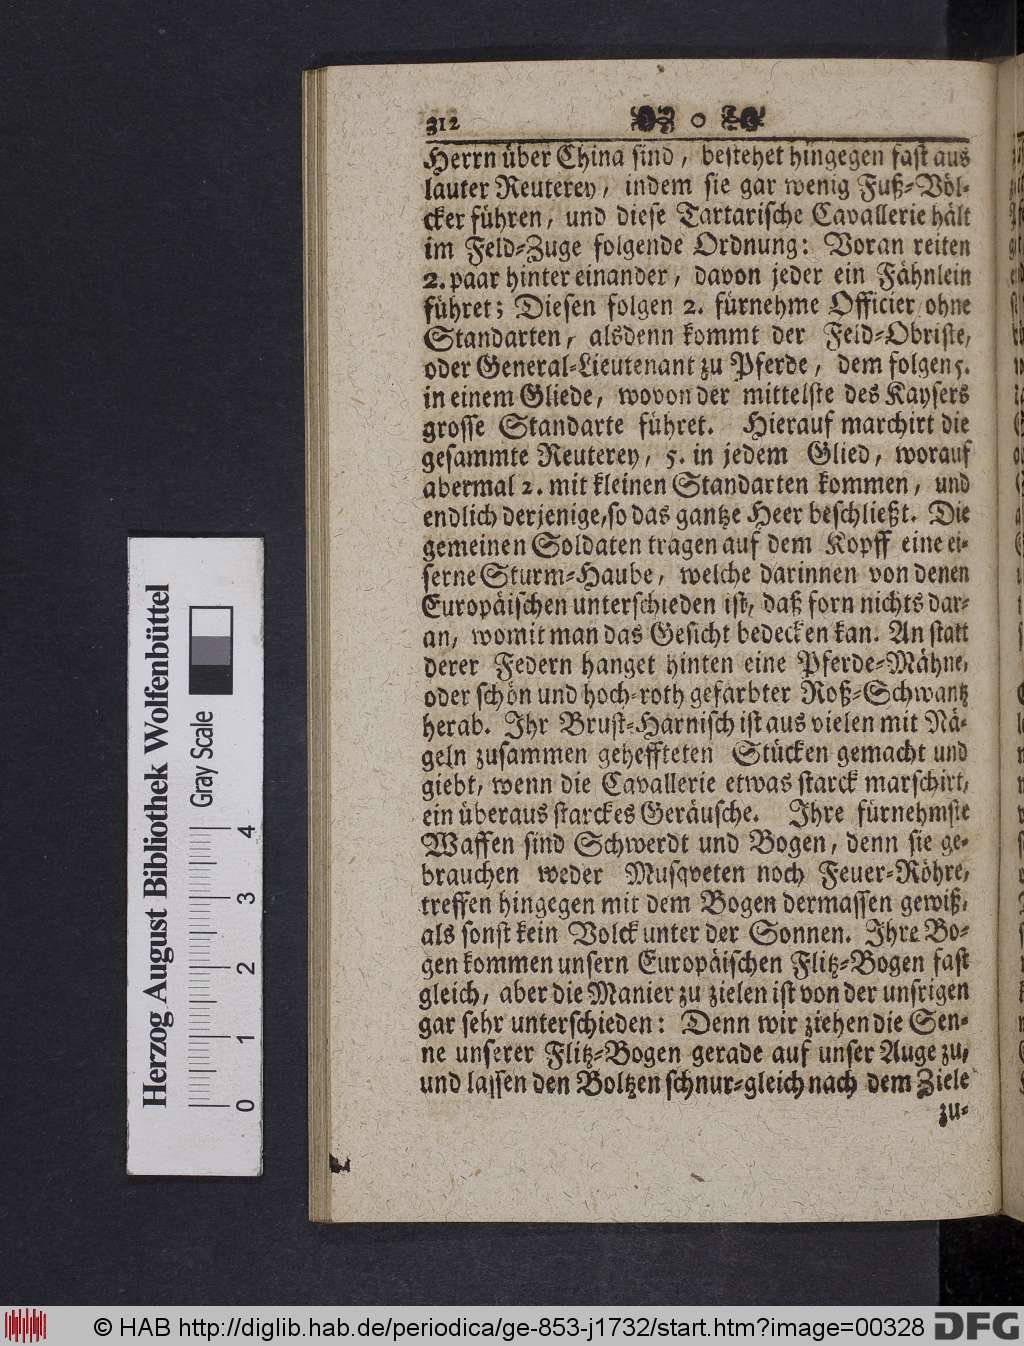 312
Herrn über China sind, bestehet hingegen fast aus
lauter Reuterey, indem sie gar wenig Fuß-Völ-
cker führen, und diese Tartarische Cavallerie hält
im Feld-Zuge folgende Ordnung: Voran reiten
2. paar hinter einander, davon jeder ein Fähnlein
führet; Diesen folgen 2. fürnehme Officier ohne
Standarten, alsdenn kommt der Feld-Obriste,
oder General-Lieutenant zu Pferde, dem folgen 5.
in einem Gliede, wovon der mittelste des Kaysers
grosse Standarte führet. Hierauf marchirt die
gesammte Reuterey, 5. in jedem Glied, worauf
abermal 2. mit kleinen Standarten kommen, und
endlich derjenige, so das gantze Heer beschließt. Die
gemeinen Soldaten tragen auf dem Kopff eine ei-
serne Sturm-Haube, welche darinnen von denen
Europäischen unterschieden ist, daß forn nichts dar-
an, womit man das Gesicht bedecken kan. An statt
derer Federn hanget hinten eine Pferde-Mähne,
oder schön und hoch-roth gefärbter Roß-Schwantz
herab. Ihr Brust-Harnisch ist aus vielen mit Nä-
geln zusammen geheffteten Stücken gemacht und
giebt, wenn die Cavallerie etwas starck marschirt,
ein überaus starckes Geräusche. Ihre fürnehmste
Waffen sind Schwerdt und Bogen, denn sie ge-
brauchen weder Musqveten noch Feuer-Röhre,
treffen hingegen mit dem Bogen dermassen gewiß,
als sonst kein Volck unter der Sonnen. Ihre Bo-
gen kommen unsern Europäischen Flitz-Bogen fast
gleich, aber die Manier zu zielen ist von der unsrigen
gar sehr unterschieden: Denn wir ziehen die Sen-
ne unserer Flitz-Bogen gerade auf unser Auge zu,
und lassen den Boltzen schnur-gleich nach dem Ziele
zu-
Herzog August Bibliothek Wolfenbüttel
Gray Scale
0 1 2 3 4
© HAB http://diglib.hab.de/periodica/ge-853-j1732/start.htm?image=00328
DFG